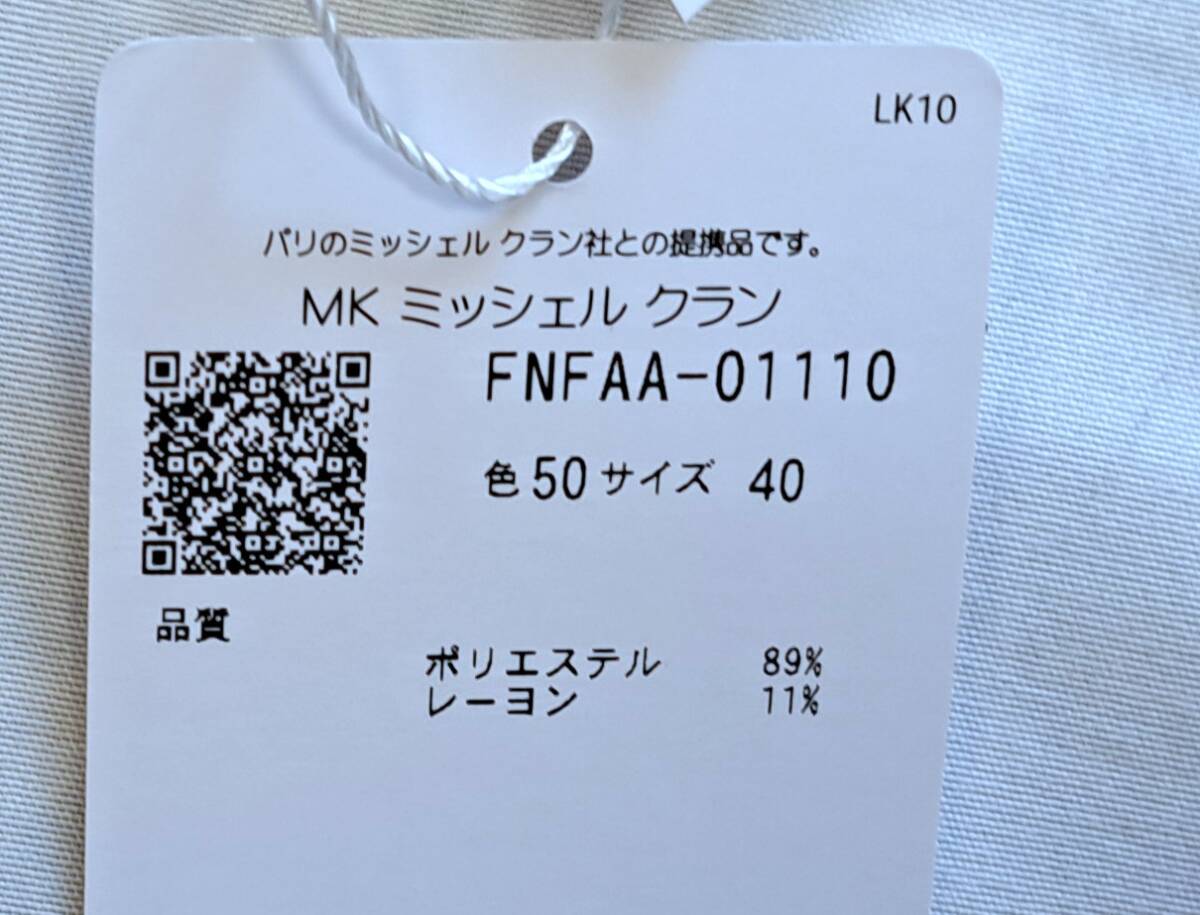 LK10
パリのミッシェル クラン社との提携品です。
MK ミッシェル クラン
FNFAA-01110
色 50 サイズ 40
品質
ポリエステル 89%
レーヨン 11%